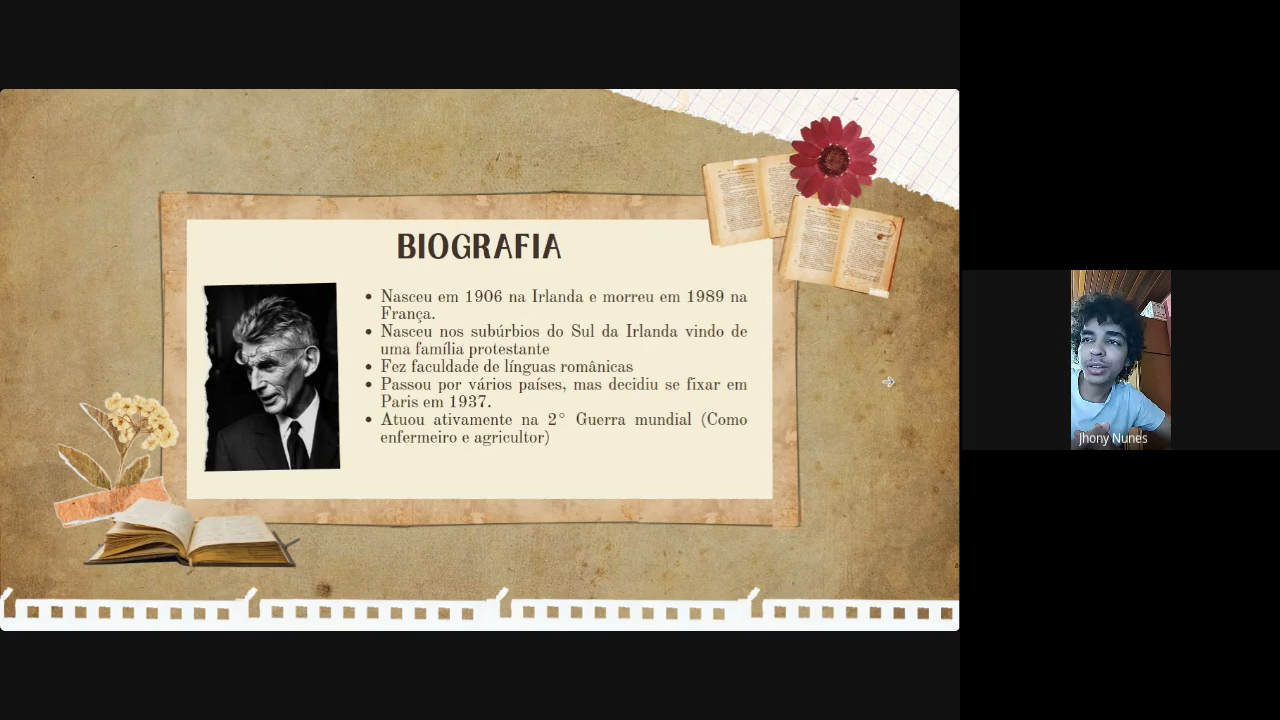 BIOGRAFIA
Nasceu em 1906 na Irlanda e morreu em 1989 na
França.
Nasceu nos subúrbios do Sul da Irlanda vindo de
uma família protestante
Fez faculdade de línguas românicas
Passou por vários países, mas decidiu se fixar em
Paris em 1937.
Atuou ativamente na 2° Guerra mundial (Como
enfermeiro e agricultor)
Jhony Nunes